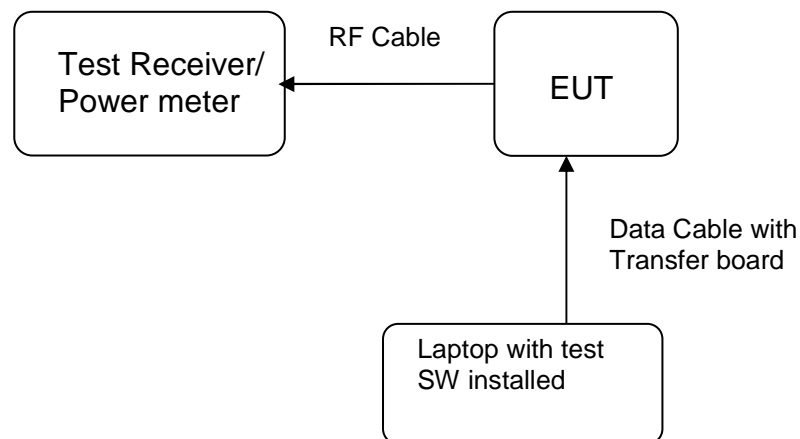 RF Cable
Test Receiver/
Power meter
EUT
Data Cable with
Transfer board
Laptop with test
SW installed